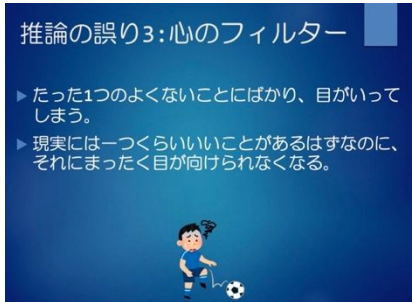 推論の誤り3:心のフィルター
たった1つのよくないことにばかり、目がいって
しまう。
現実には一つくらいいいことがあるはずなのに、
それにまったく目が向けられなくなる。